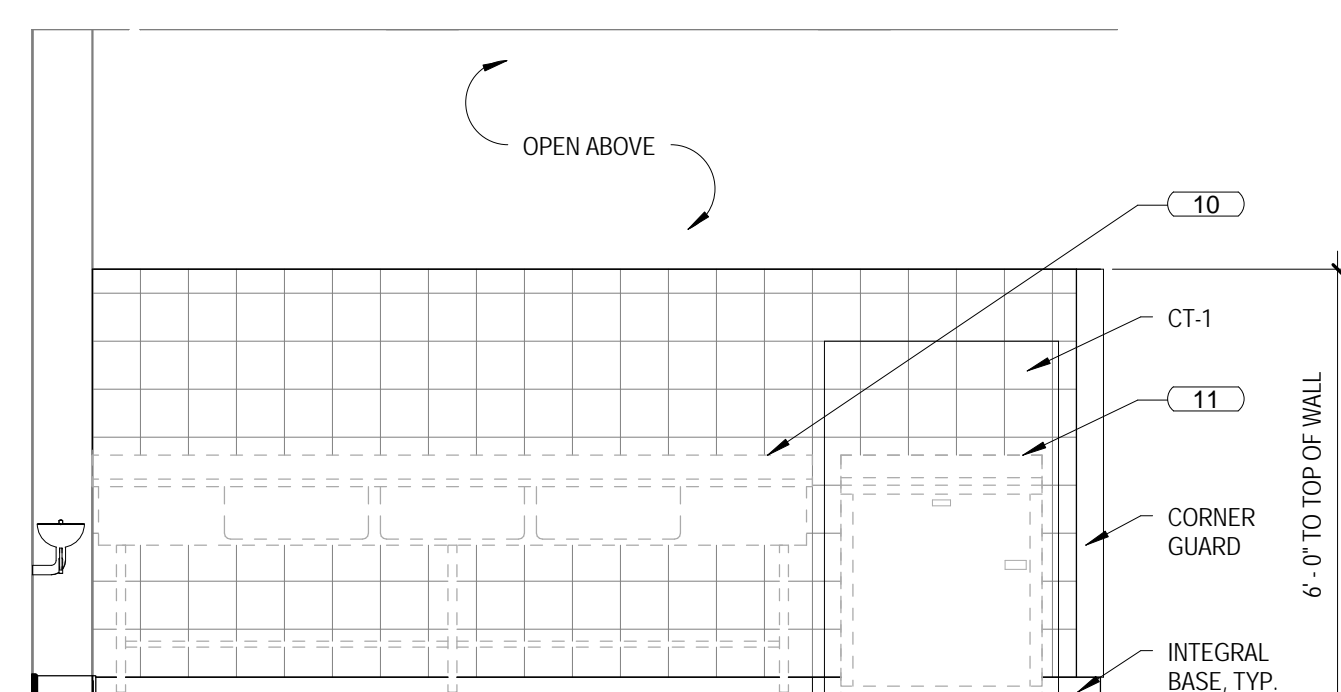 OPEN ABOVE
10
CT-1
11
CORNER
GUARD
6' - 0" TO TOP OF WALL
INTEGRAL
BASE, TYP.